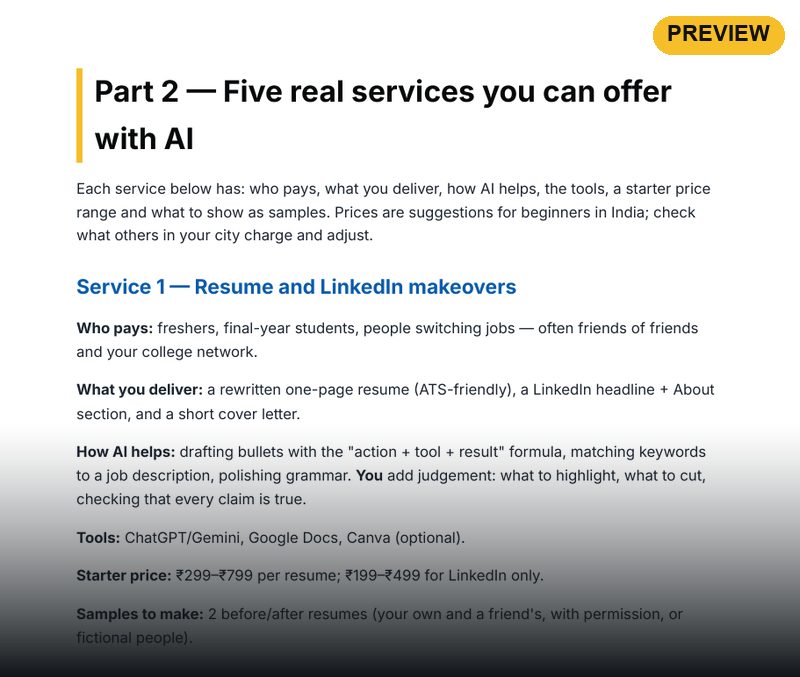 PREVIEW
Part 2 — Five real services you can offer
with AI
Each service below has: who pays, what you deliver, how AI helps, the tools, a starter price
range and what to show as samples. Prices are suggestions for beginners in India; check
what others in your city charge and adjust.
Service 1 — Resume and LinkedIn makeovers
Who pays: freshers, final-year students, people switching jobs — often friends of friends
and your college network.
What you deliver: a rewritten one-page resume (ATS-friendly), a LinkedIn headline + About
section, and a short cover letter.
How AI helps: drafting bullets with the "action + tool + result" formula, matching keywords
to a job description, polishing grammar. You add judgement: what to highlight, what to cut,
checking that every claim is true.
Tools: ChatGPT/Gemini, Google Docs, Canva (optional).
Starter price: ₹299–₹799 per resume; ₹199–₹499 for LinkedIn only.
Samples to make: 2 before/after resumes (your own and a friend's, with permission, or
fictional people).